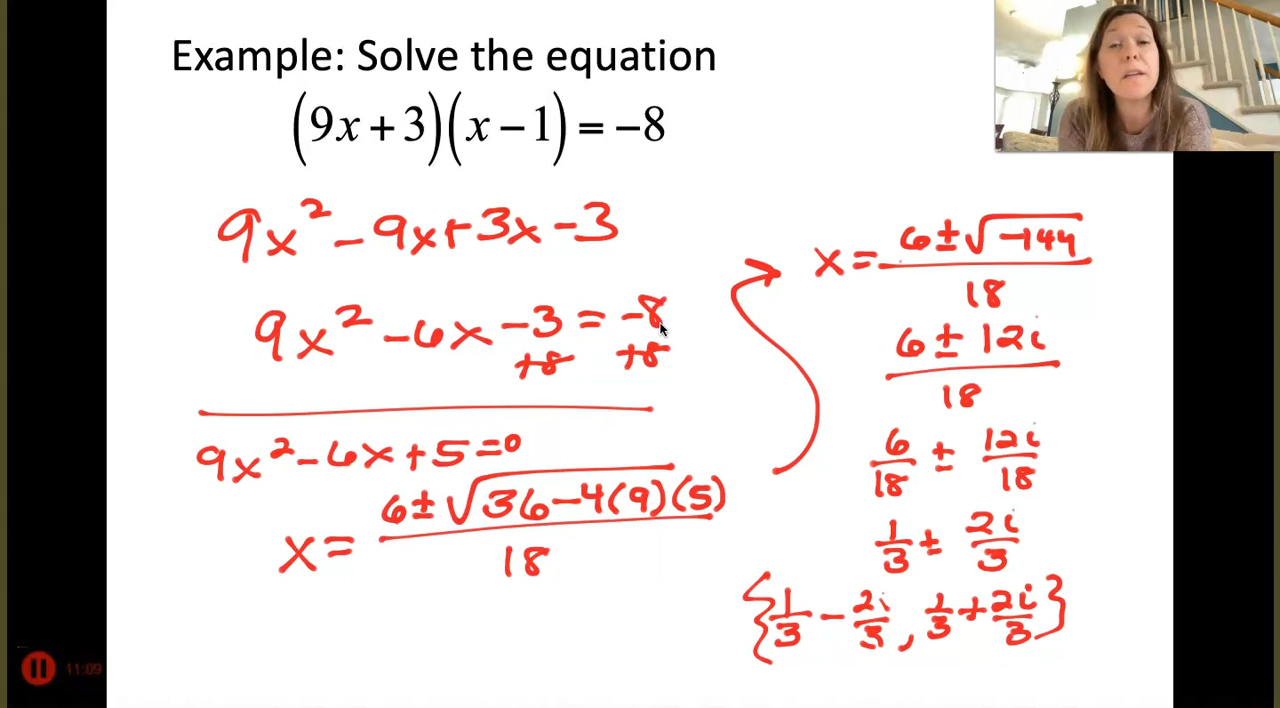 Example: Solve the equation
(9x + 3)(x − 1) = −8
9x² - 9x + 3x - 3
9x² - 6x - 3 = -8
+8 +8
9x² - 6x + 5 = 0
x = (6 ± √(36 - 4(9)(5))) / 18
x = (6 ± √(-144)) / 18
(6 ± 12i) / 18
6/18 ± 12i/18
1/3 ± 2i/3
{1/3 - 2i/3, 1/3 + 2i/3}
11:09